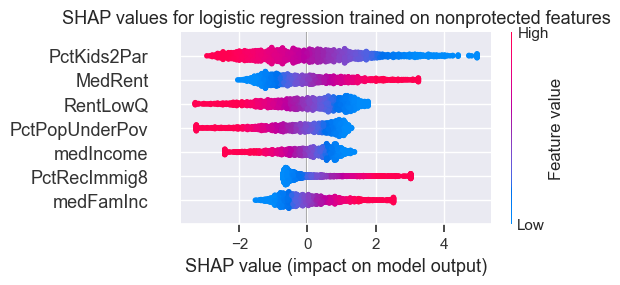 SHAP values for logistic regression trained on nonprotected features
High
PctKids2Par
MedRent
RentLowQ
PctPopUnderPov
medIncome
PctRecImmig8
medFamInc
Feature value
Low
−2 0 2 4
SHAP value (impact on model output)